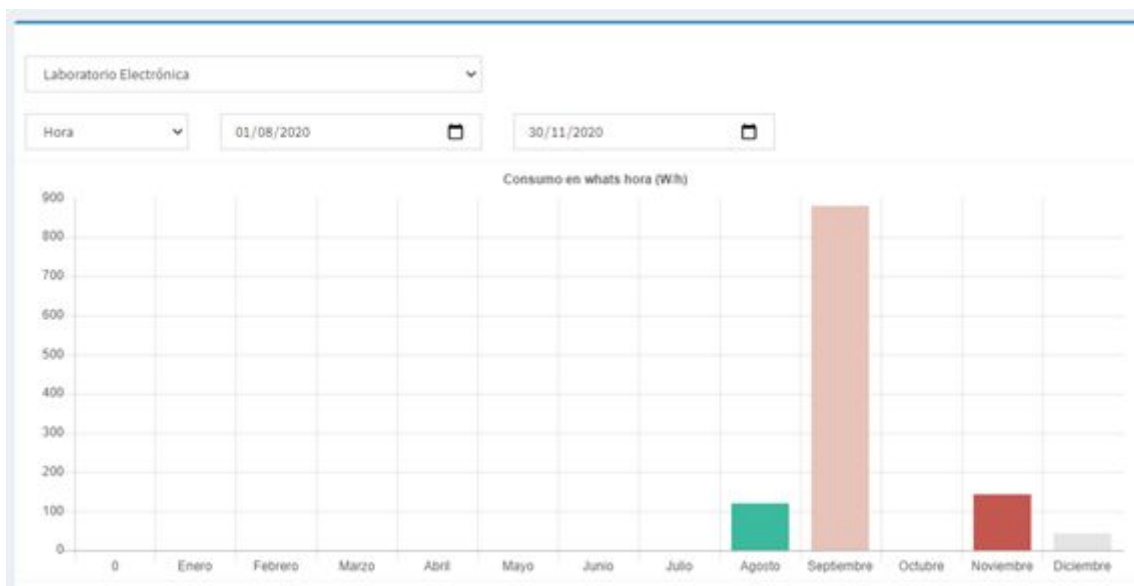 Laboratorio Electrónica
Hora 01/08/2020 30/11/2020
Consumo en whats hora (W/h)
900
800
700
600
500
400
300
200
100
0
0 Enero Febrero Marzo Abril Mayo Junio Julio Agosto Septiembre Octubre Noviembre Diciembre